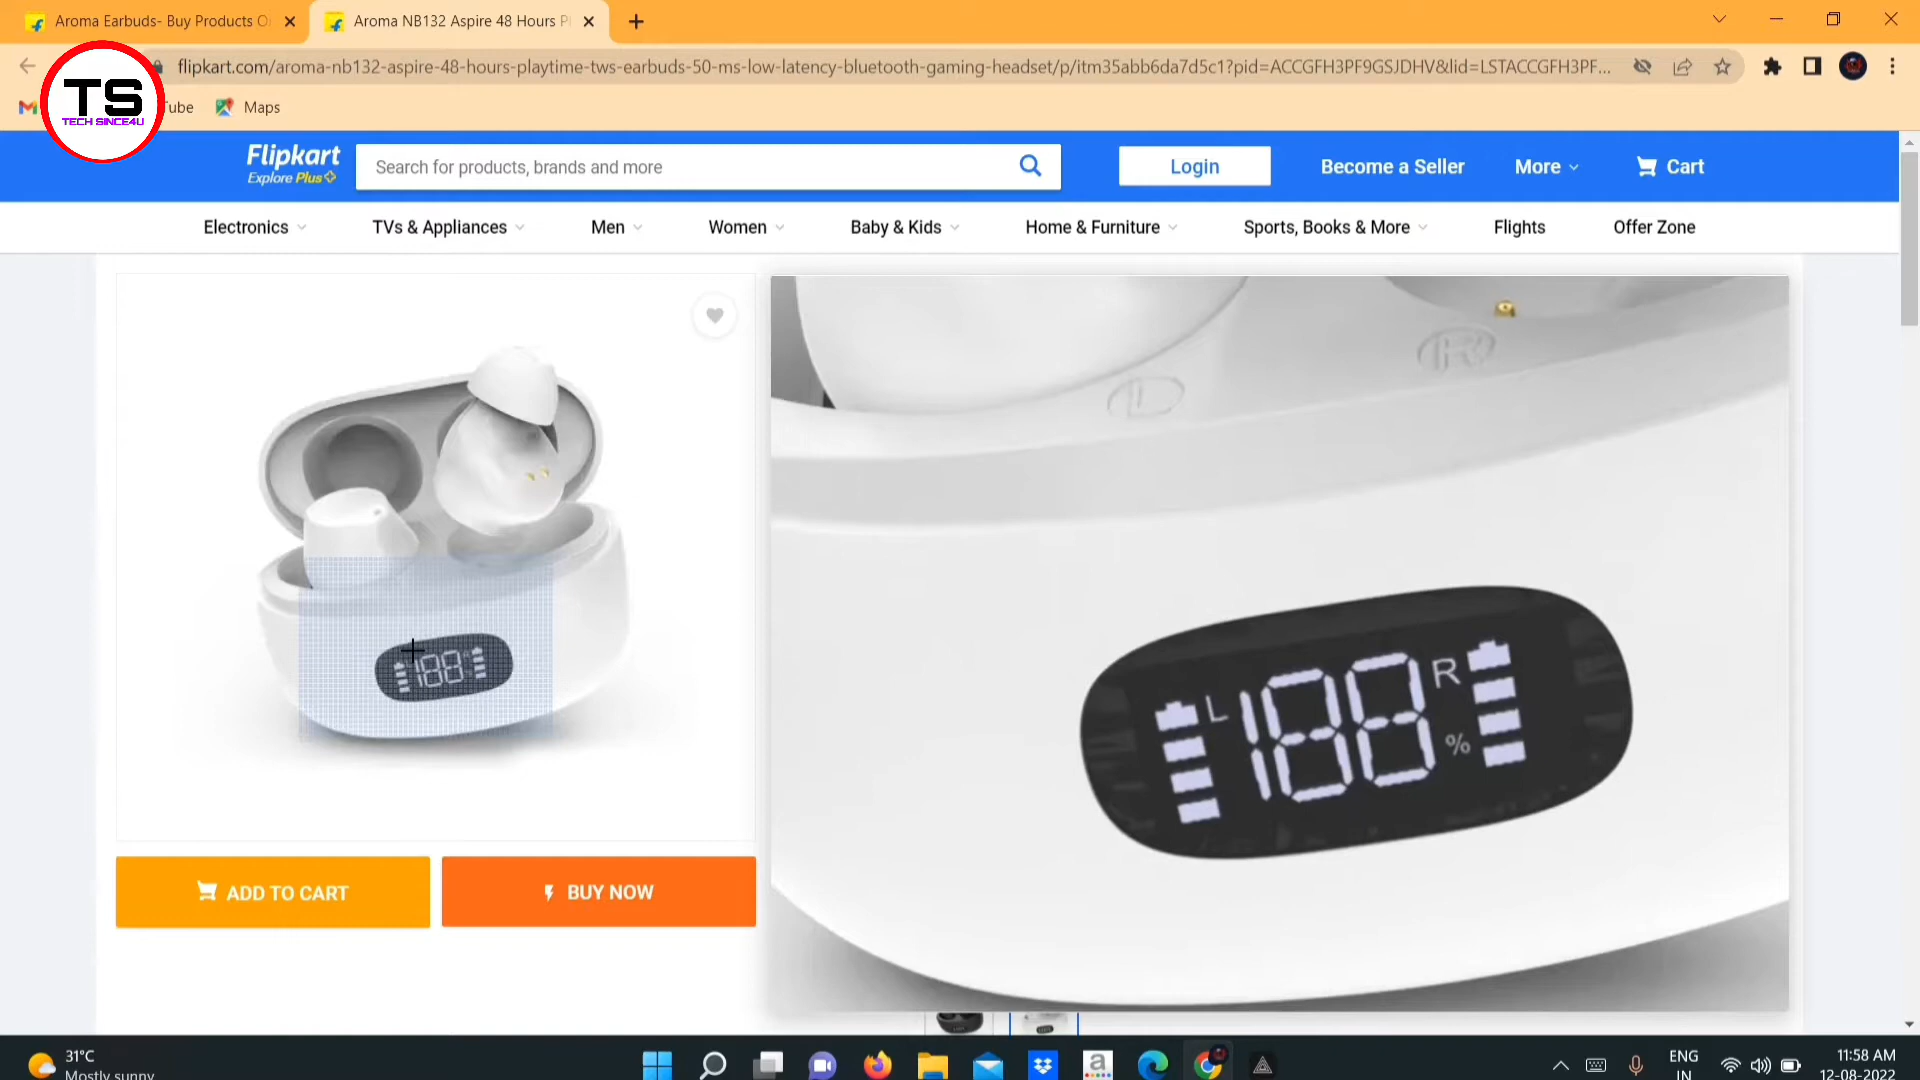 Aroma Earbuds- Buy Products O
Aroma NB132 Aspire 48 Hours P
flipkart.com/aroma-nb132-aspire-48-hours-playtime-tws-earbuds-50-ms-low-latency-bluetooth-gaming-headset/p/itm35abb6da7d5c1?pid=ACCGFH3PF9GSJDHV&lid=LSTACCGFH3PF...
TS
TECH SINCE4U
ube
Maps
Flipkart
Explore Plus
Search for products, brands and more
Login
Become a Seller
More
Cart
Electronics
TVs & Appliances
Men
Women
Baby & Kids
Home & Furniture
Sports, Books & More
Flights
Offer Zone
188
R
L
R
L 188 R
%
ADD TO CART
BUY NOW
31°C
Mostly sunny
a
ENG
IN
11:58 AM
12-08-2022